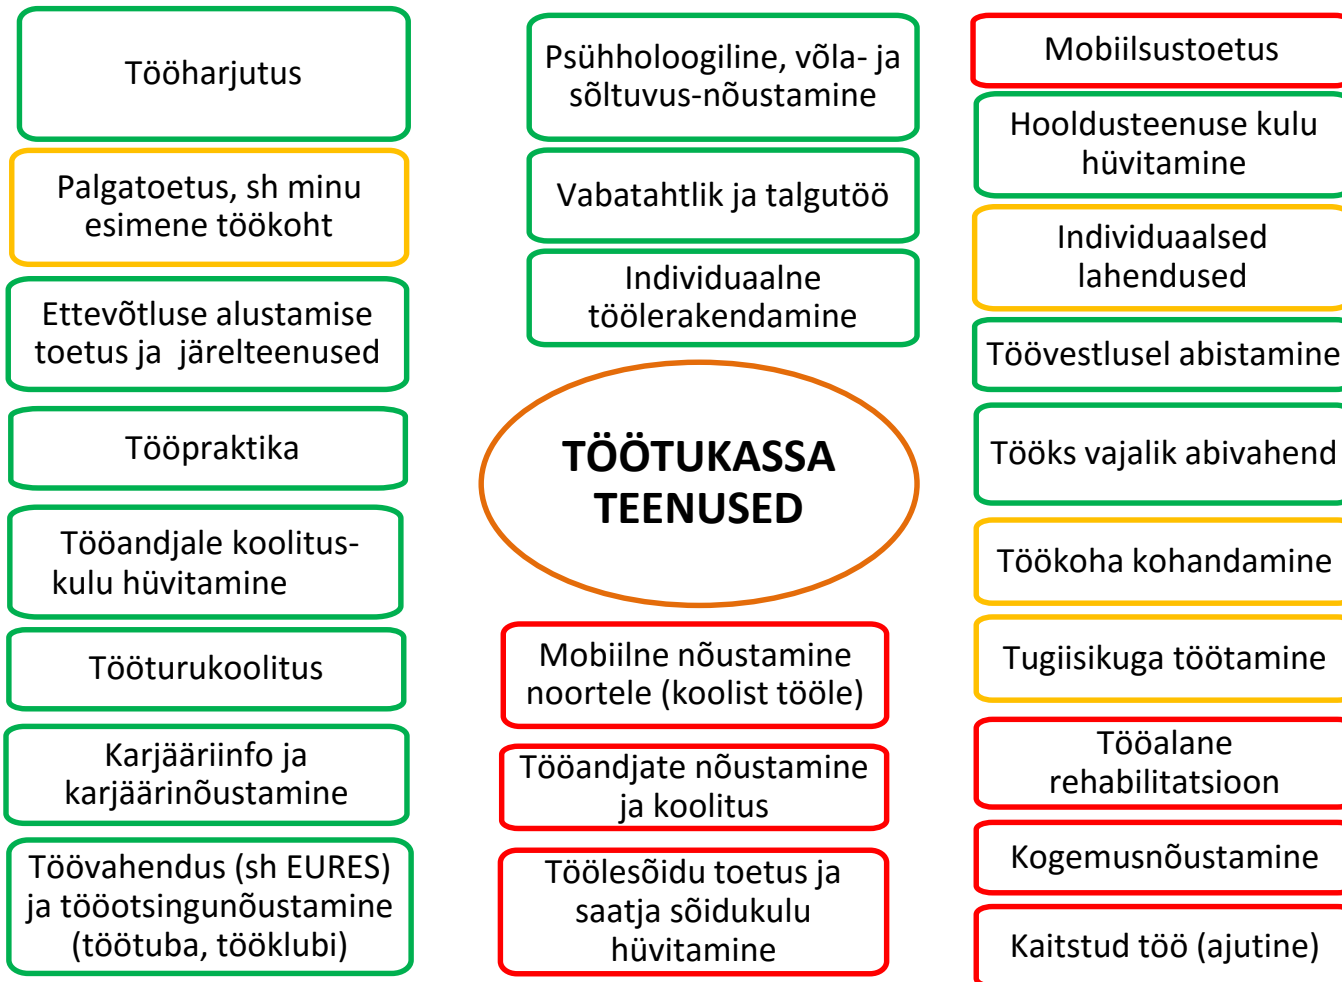 Tööharjutus
Palgatoetus, sh minu
esimene töökoht
Ettevõtluse alustamise
toetus ja järelteenused
Tööpraktika
Tööandjale koolitus-
kulu hüvitamine
Tööturukoolitus
Karjääriinfo ja
karjäärinõustamine
Töövahendus (sh EURES)
ja tööotsingunõustamine
(töötuba, tööklubi)
Psühholoogiline, võla- ja
sõltuvus-nõustamine
Vabatahtlik ja talgutöö
Individuaalne
töölerakendamine
TÖÖTUKASSA
TEENUSED
Mobiilne nõustamine
noortele (koolist tööle)
Tööandjate nõustamine
ja koolitus
Töölesõidu toetus ja
saatja sõidukulu
hüvitamine
Mobiilsustoetus
Hooldusteenuse kulu
hüvitamine
Individuaalsed
lahendused
Töövestlusel abistamine
Tööks vajalik abivahend
Töökoha kohandamine
Tugiisikuga töötamine
Tööalane
rehabilitatsioon
Kogemusnõustamine
Kaitstud töö (ajutine)